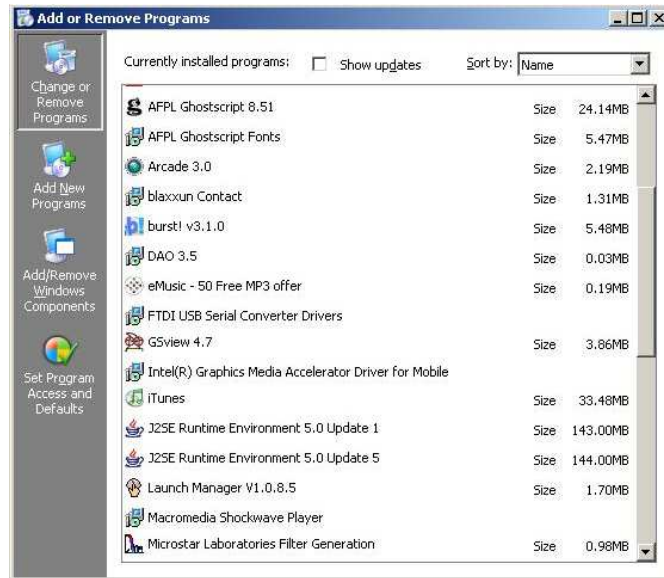 Add or Remove Programs
Change or
Remove
Programs
Add New
Programs
Add/Remove
Windows
Components
Set Program
Access and
Defaults
Currently installed programs: Show updates Sort by: Name
AFPL Ghostscript 8.51 Size 24.14MB
AFPL Ghostscript Fonts Size 5.47MB
Arcade 3.0 Size 2.19MB
blaxxun Contact Size 1.31MB
burst! v3.1.0 Size 5.48MB
DAO 3.5 Size 0.03MB
eMusic - 50 Free MP3 offer Size 0.19MB
FTDI USB Serial Converter Drivers
GSview 4.7 Size 3.86MB
Intel(R) Graphics Media Accelerator Driver for Mobile
iTunes Size 33.48MB
J2SE Runtime Environment 5.0 Update 1 Size 143.00MB
J2SE Runtime Environment 5.0 Update 5 Size 144.00MB
Launch Manager V1.0.8.5 Size 1.70MB
Macromedia Shockwave Player
Microstar Laboratories Filter Generation Size 0.98MB